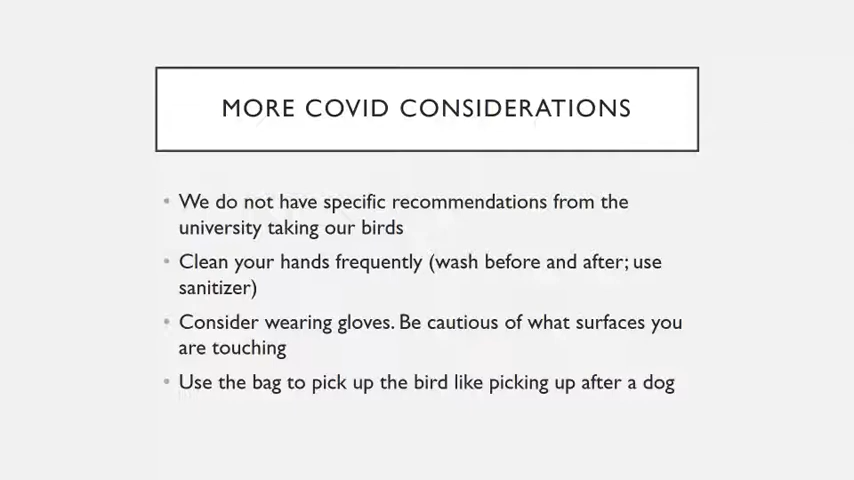 MORE COVID CONSIDERATIONS
• We do not have specific recommendations from the
university taking our birds
• Clean your hands frequently (wash before and after; use
sanitizer)
• Consider wearing gloves. Be cautious of what surfaces you
are touching
• Use the bag to pick up the bird like picking up after a dog